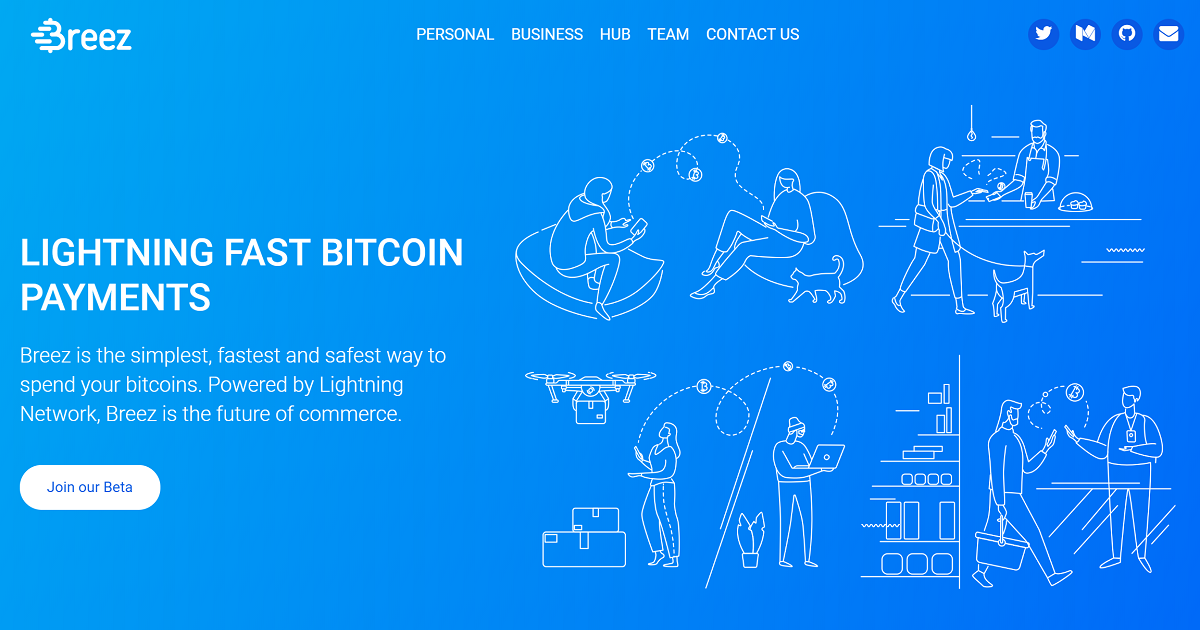 Breez
PERSONAL BUSINESS HUB TEAM CONTACT US
LIGHTNING FAST BITCOIN
PAYMENTS
Breez is the simplest, fastest and safest way to
spend your bitcoins. Powered by Lightning
Network, Breez is the future of commerce.
Join our Beta